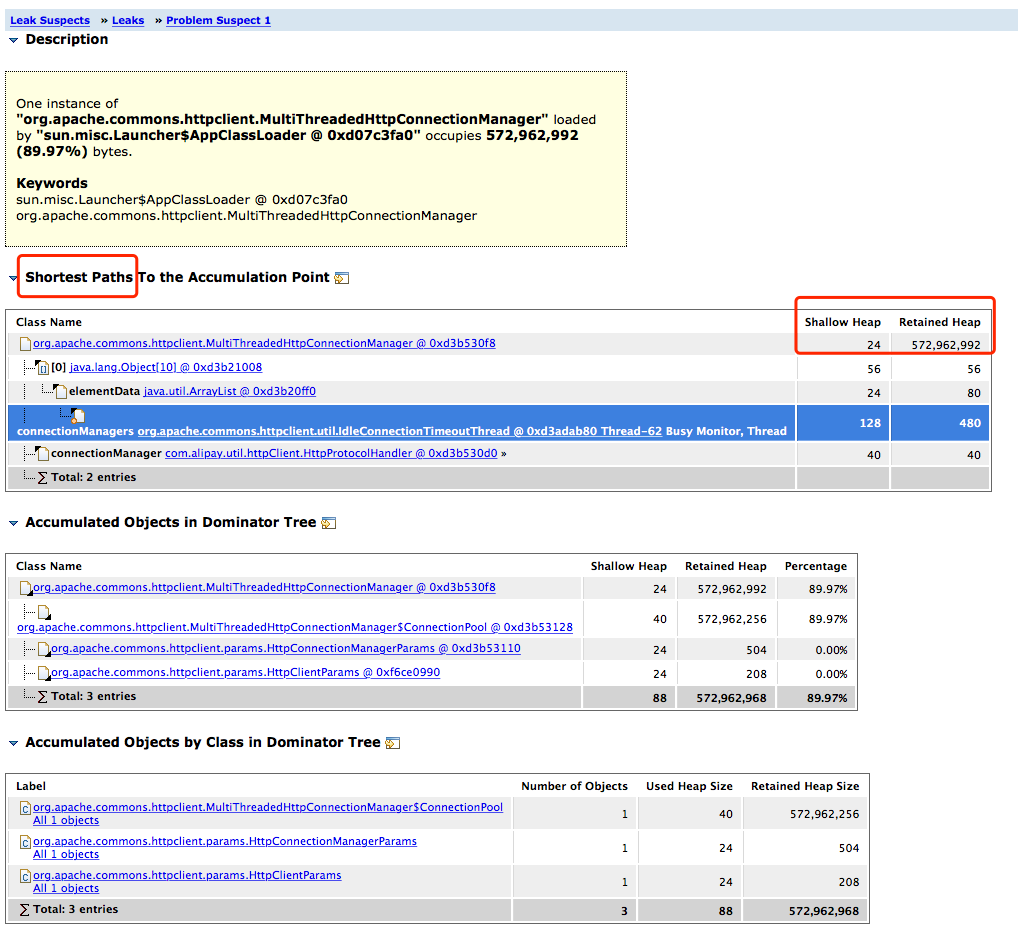 Leak Suspects » Leaks » Problem Suspect 1
Description
One instance of
"org.apache.commons.httpclient.MultiThreadedHttpConnectionManager" loaded
by "sun.misc.Launcher$AppClassLoader @ 0xd07c3fa0" occupies 572,962,992
(89.97%) bytes.
Keywords
sun.misc.Launcher$AppClassLoader @ 0xd07c3fa0
org.apache.commons.httpclient.MultiThreadedHttpConnectionManager
Shortest Paths To the Accumulation Point
Class Name Shallow Heap Retained Heap
org.apache.commons.httpclient.MultiThreadedHttpConnectionManager @ 0xd3b530f8 24 572,962,992
[0] java.lang.Object[10] @ 0xd3b21008 56 56
elementData java.util.ArrayList @ 0xd3b20ff0 24 80
connectionManagers org.apache.commons.httpclient.util.IdleConnectionTimeoutThread @ 0xd3adab80 Thread-62 Busy Monitor, Thread 128 480
connectionManager com.alipay.util.httpClient.HttpProtocolHandler @ 0xd3b530d0 » 40 40
∑ Total: 2 entries
Accumulated Objects in Dominator Tree
Class Name Shallow Heap Retained Heap Percentage
org.apache.commons.httpclient.MultiThreadedHttpConnectionManager @ 0xd3b530f8 24 572,962,992 89.97%
org.apache.commons.httpclient.MultiThreadedHttpConnectionManager$ConnectionPool @ 0xd3b53128 40 572,962,256 89.97%
org.apache.commons.httpclient.params.HttpConnectionManagerParams @ 0xd3b53110 24 504 0.00%
org.apache.commons.httpclient.params.HttpClientParams @ 0xf6ce0990 24 208 0.00%
∑ Total: 3 entries 88 572,962,968 89.97%
Accumulated Objects by Class in Dominator Tree
Label Number of Objects Used Heap Size Retained Heap Size
org.apache.commons.httpclient.MultiThreadedHttpConnectionManager$ConnectionPool
All 1 objects 1 40 572,962,256
org.apache.commons.httpclient.params.HttpConnectionManagerParams
All 1 objects 1 24 504
org.apache.commons.httpclient.params.HttpClientParams
All 1 objects 1 24 208
∑ Total: 3 entries 3 88 572,962,968